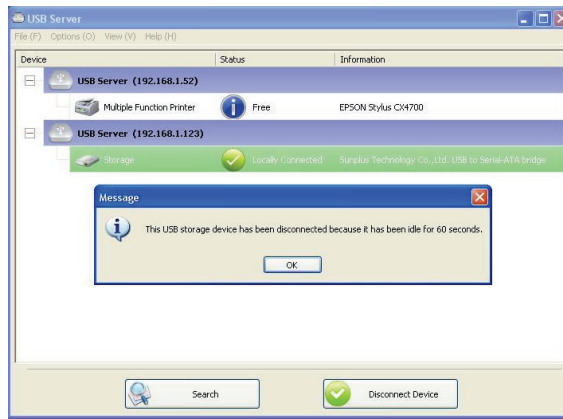 USB Server
File (F) Options (O) View (V) Help (H)
Device Status Information
USB Server (192.168.1.52)
Multiple Function Printer Free EPSON Stylus CX4700
USB Server (192.168.1.123)
Storage Locally Connected Sunplus Technology Co.,Ltd. USB to Serial-ATA bridge
Message
This USB storage device has been disconnected because it has been idle for 60 seconds.
OK
Search Disconnect Device